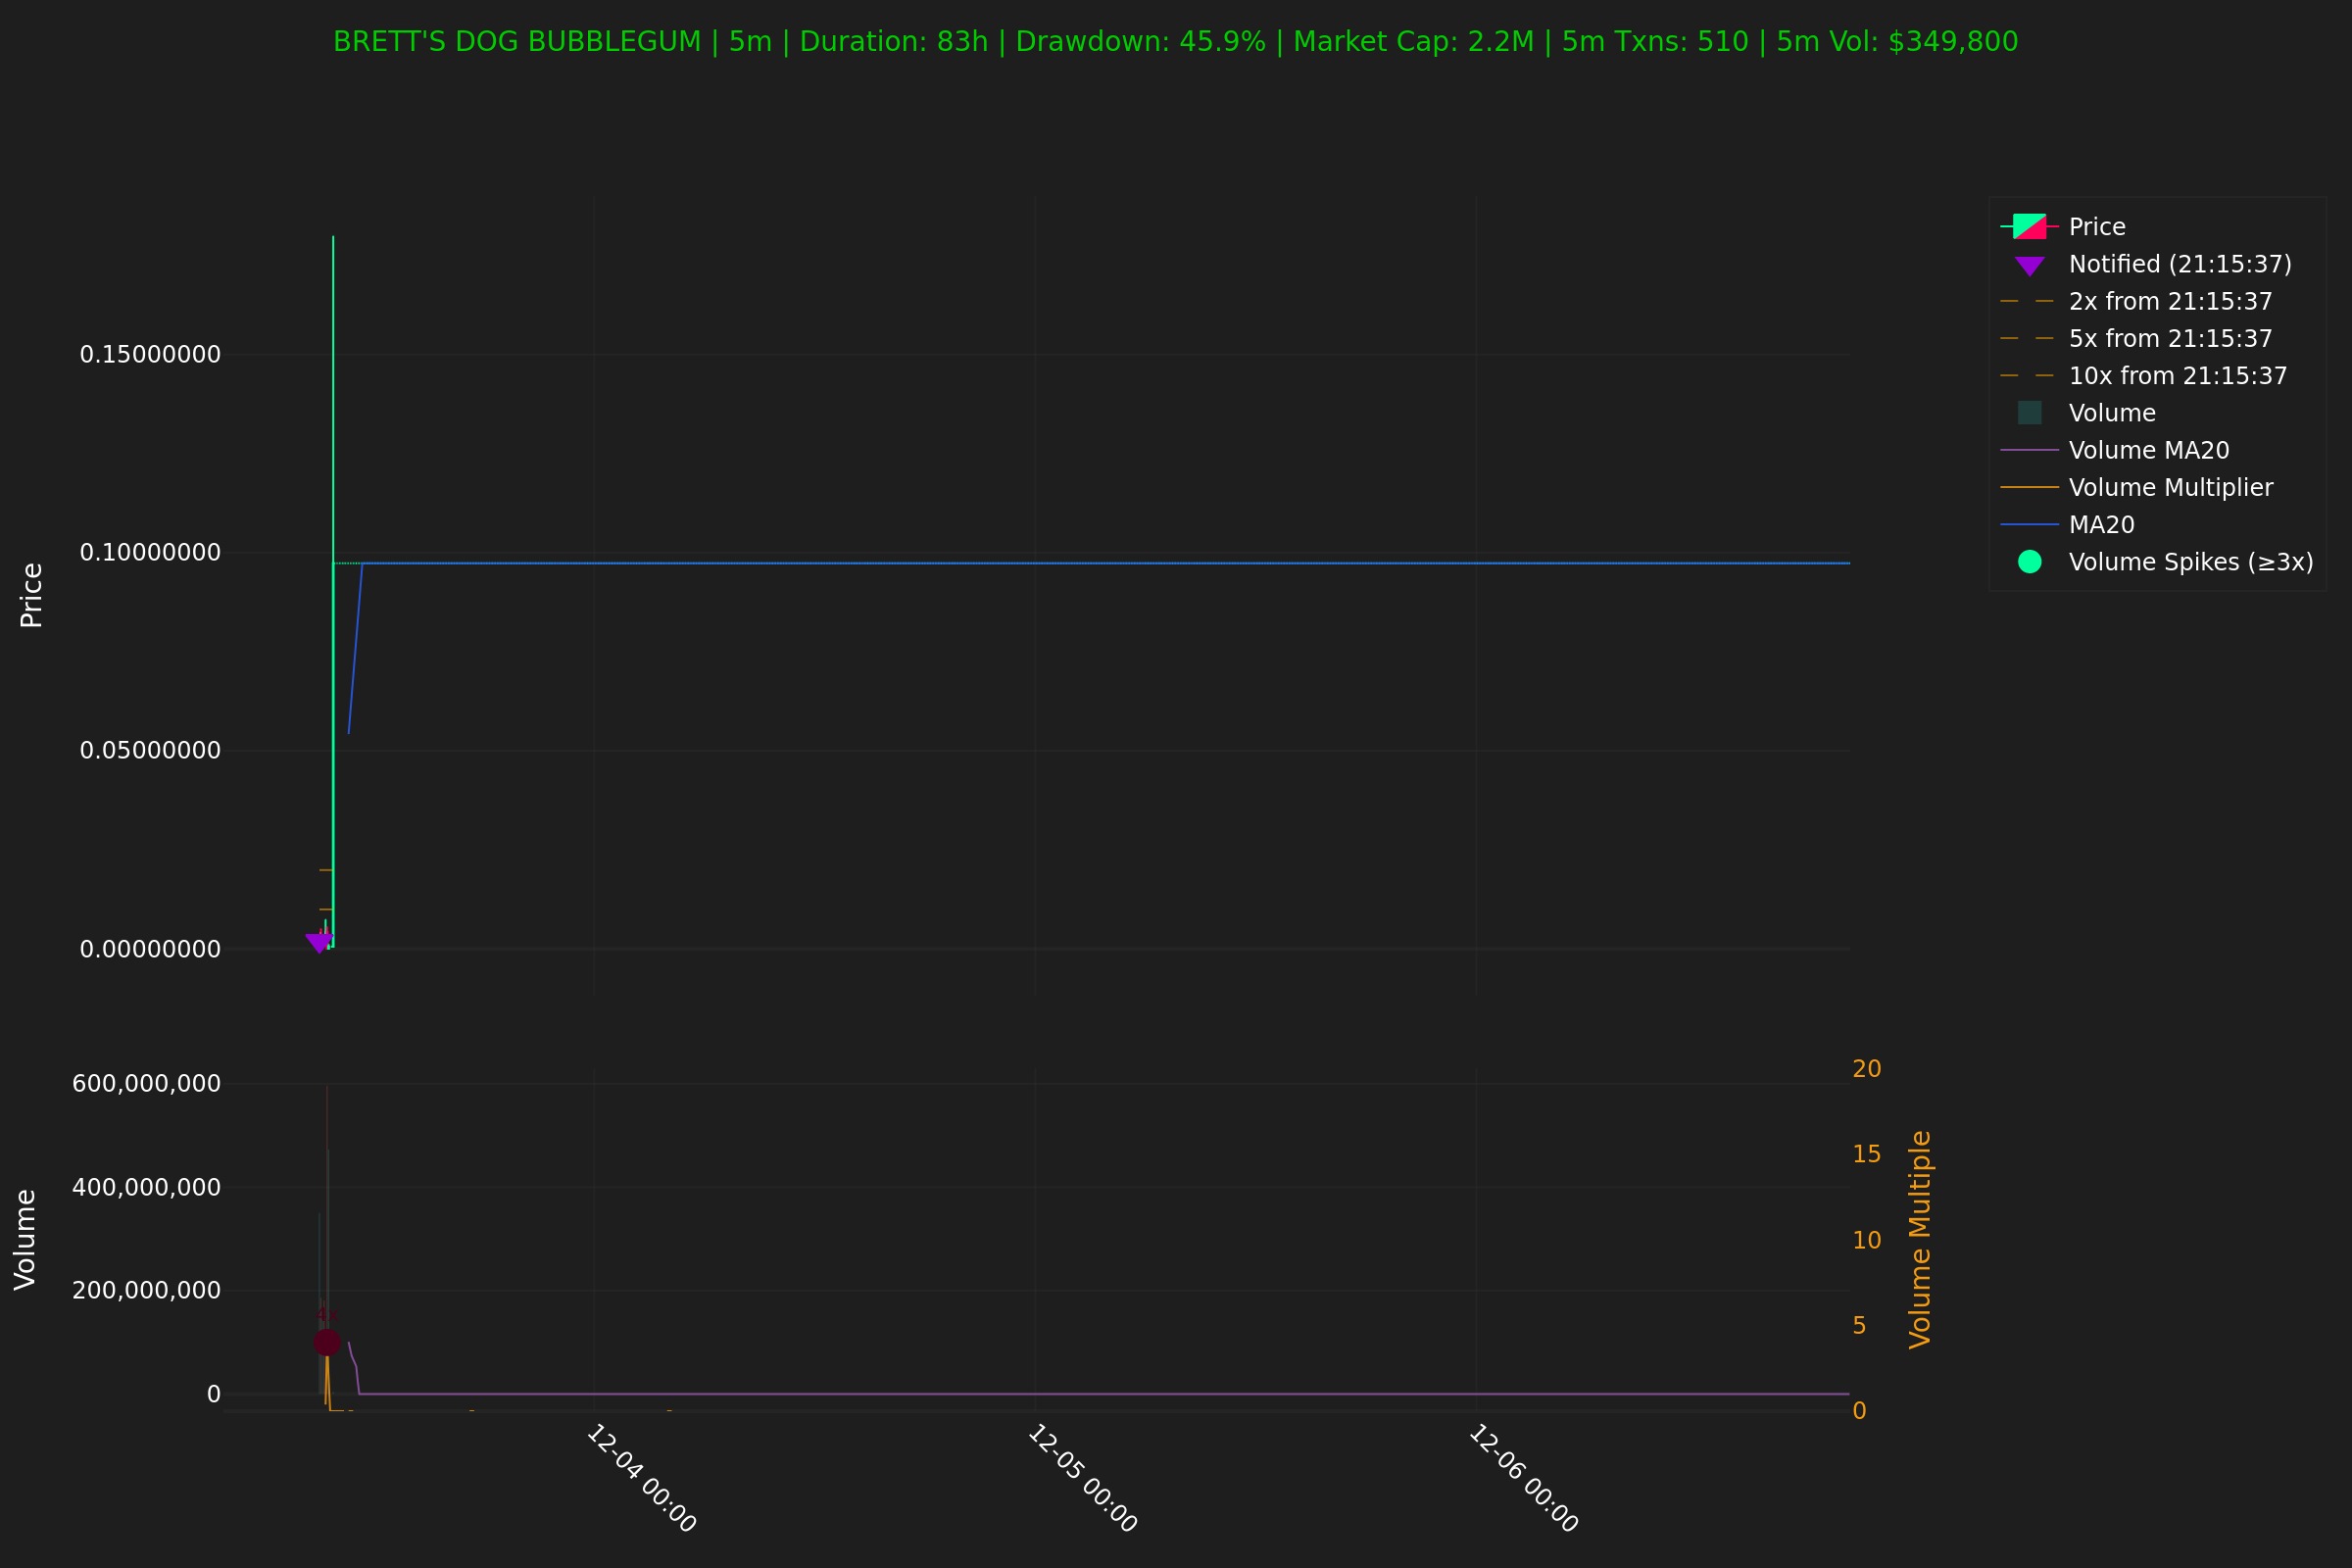 BRETT'S DOG BUBBLEGUM | 5m | Duration: 83h | Drawdown: 45.9% | Market Cap: 2.2M | 5m Txns: 510 | 5m Vol: $349,800
Price
0.15000000
0.10000000
0.05000000
0.00000000
Price
Notified (21:15:37)
2x from 21:15:37
5x from 21:15:37
10x from 21:15:37
Volume
Volume MA20
Volume Multiplier
MA20
Volume Spikes (≥3x)
Volume
600,000,000
400,000,000
200,000,000
0
20
15
10
5
0
Volume Multiple
12-04 00:00
12-05 00:00
12-06 00:00